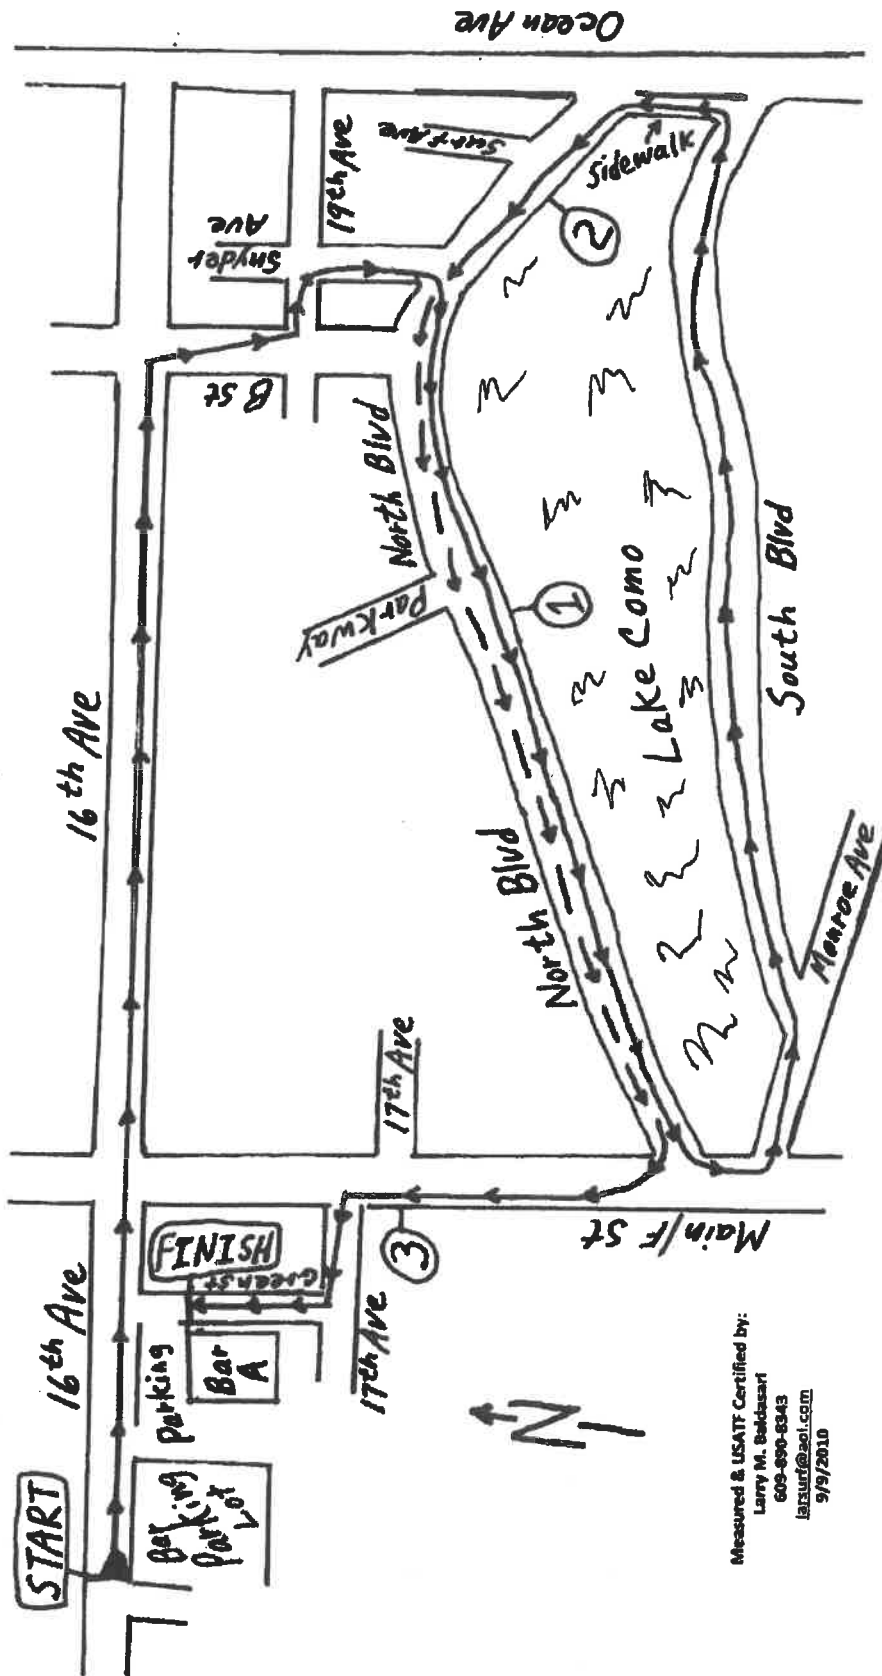 START
16th Ave
16th Ave
Bar
Parking
Lot
Parking
Bar
A
FINISH
Green St
17th Ave
17th Ave
3
Main/F St
B St
Snyder
Ave
19th Ave
Surf Ave
Ocean Ave
Parkway
North Blvd
North Blvd
1
2
Sidewalk
Lake Como
South Blvd
Monroe Ave
N
Measured & USATF Certified by:
Larry M. Baldasari
609-890-8343
larsurf@aol.com
9/9/2010